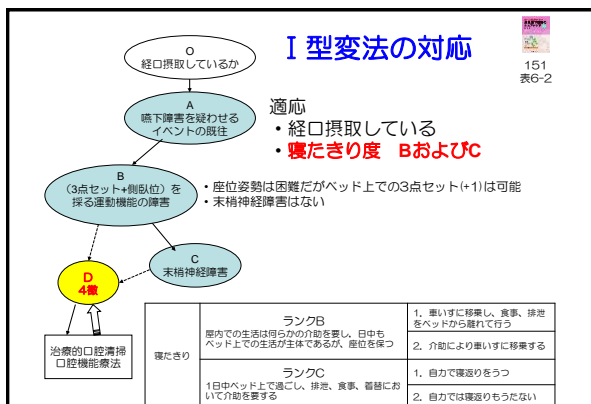 Ⅰ型変法の対応
151
表6-2
O
経口摂取しているか
A
嚥下障害を疑わせる
イベントの既往
適応
・経口摂取している
・寝たきり度　BおよびC
B
（3点セット+側臥位）を
採る運動機能の障害
・座位姿勢は困難だがベッド上での3点セット(+1)は可能
・末梢神経障害はない
C
末梢神経障害
D
4徴
治療的口腔清掃
口腔機能療法
寝たきり
ランクB
屋内での生活は何らかの介助を要し、日中も
ベッド上での生活が主体であるが、座位を保つ
1．車いすに移乗し、食事、排泄
をベッドから離れて行う
2．介助により車いすに移乗する
ランクC
1日中ベッド上で過ごし、排泄、食事、着替にお
いて介助を要する
1．自力で寝返りをうつ
2．自力では寝返りもうたない